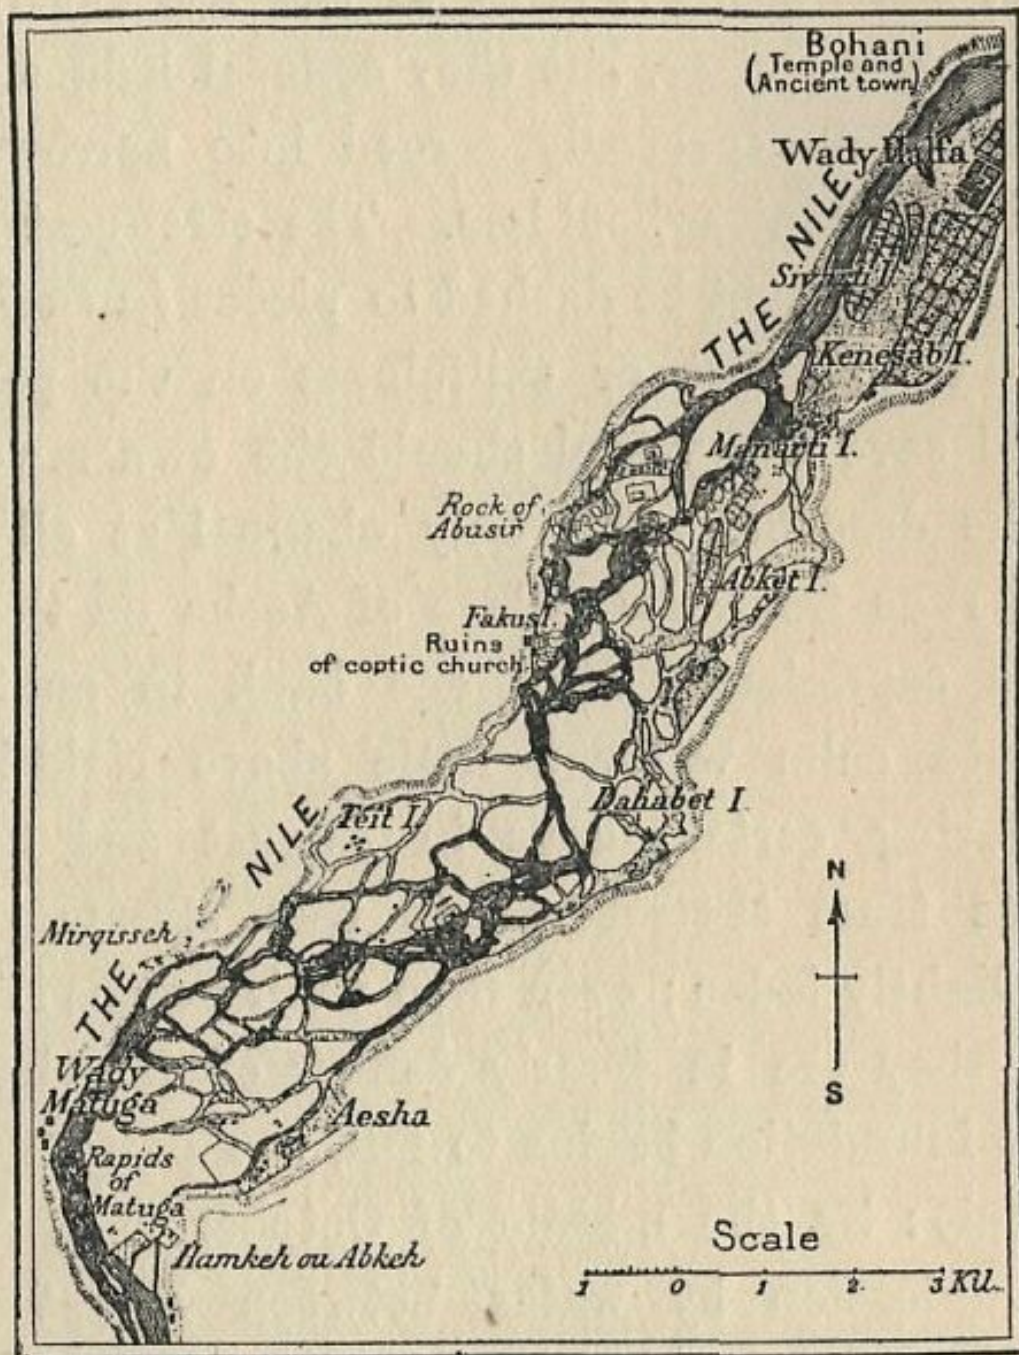 Bohani
(Temple and
Ancient town)
Wady Halfa
THE NILE
Kenesab I.
Manarti I.
Rock of
Abusir
Abket I.
Fakus I.
Ruins
of coptic church
Dahabet I.
Teit I.
THE NILE
Mirgisseh
N
S
Wady
Matuga
Aesha
Rapids
of
Matuga
Hamkeh ou Abkeh
Scale
1 0 1 2 3 Kil.